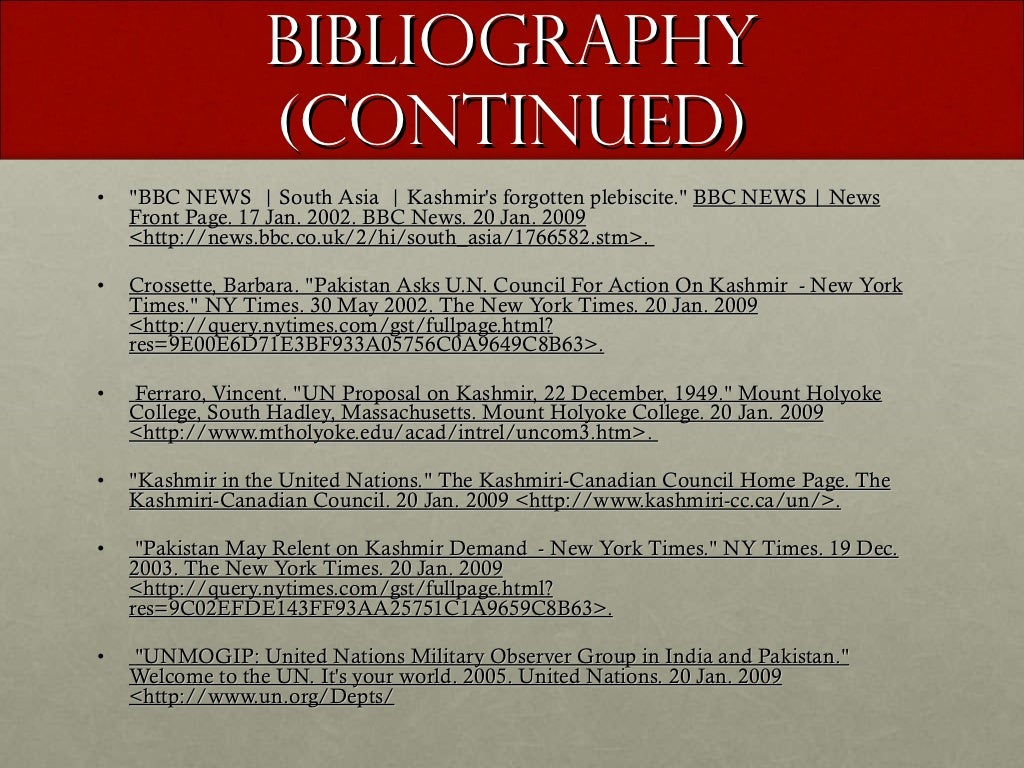 BIBLIOGRAPHY
(CONTINUED)
• "BBC NEWS | South Asia | Kashmir's forgotten plebiscite." BBC NEWS | News
Front Page. 17 Jan. 2002. BBC News. 20 Jan. 2009
<http://news.bbc.co.uk/2/hi/south_asia/1766582.stm>.
• Crossette, Barbara. "Pakistan Asks U.N. Council For Action On Kashmir - New York
Times." NY Times. 30 May 2002. The New York Times. 20 Jan. 2009
<http://query.nytimes.com/gst/fullpage.html?
res=9E00E6D71E3BF933A05756C0A9649C8B63>.
• Ferraro, Vincent. "UN Proposal on Kashmir, 22 December, 1949." Mount Holyoke
College, South Hadley, Massachusetts. Mount Holyoke College. 20 Jan. 2009
<http://www.mtholyoke.edu/acad/intrel/uncom3.htm>.
• "Kashmir in the United Nations." The Kashmiri-Canadian Council Home Page. The
Kashmiri-Canadian Council. 20 Jan. 2009 <http://www.kashmiri-cc.ca/un/>.
• "Pakistan May Relent on Kashmir Demand - New York Times." NY Times. 19 Dec.
2003. The New York Times. 20 Jan. 2009
<http://query.nytimes.com/gst/fullpage.html?
res=9C02EFDE143FF93AA25751C1A9659C8B63>.
• "UNMOGIP: United Nations Military Observer Group in India and Pakistan."
Welcome to the UN. It's your world. 2005. United Nations. 20 Jan. 2009
<http://www.un.org/Depts/